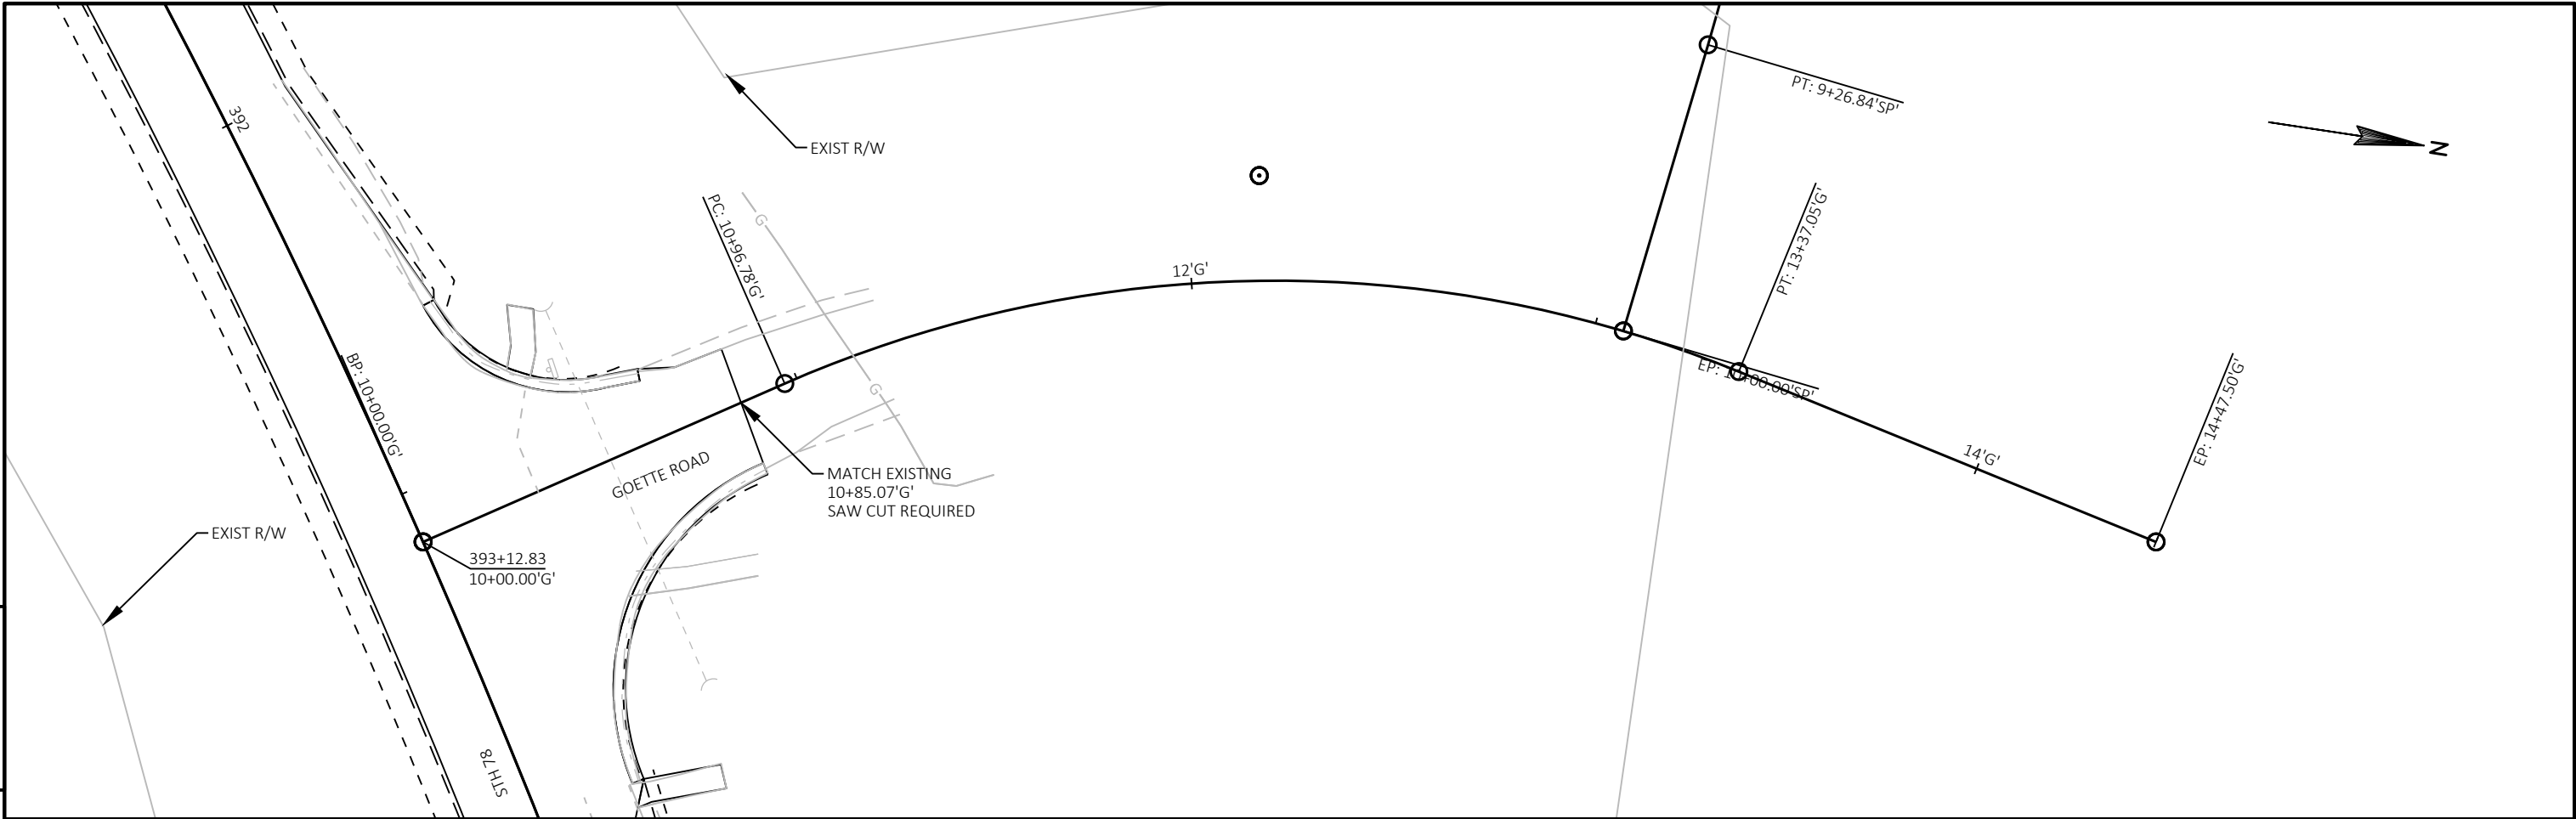 392
PT: 9+26.84'SP'
N
EXIST R/W
PC: 10+96.78'G'
G
12'G'
PT: 13+37.05'G'
BP: 10+00.00'G'
EP: 10+00.00'SP'
EP: 14+47.50'G'
G
14'G'
GOETTE ROAD
MATCH EXISTING
10+85.07'G'
SAW CUT REQUIRED
EXIST R/W
393+12.83
10+00.00'G'
STH 78